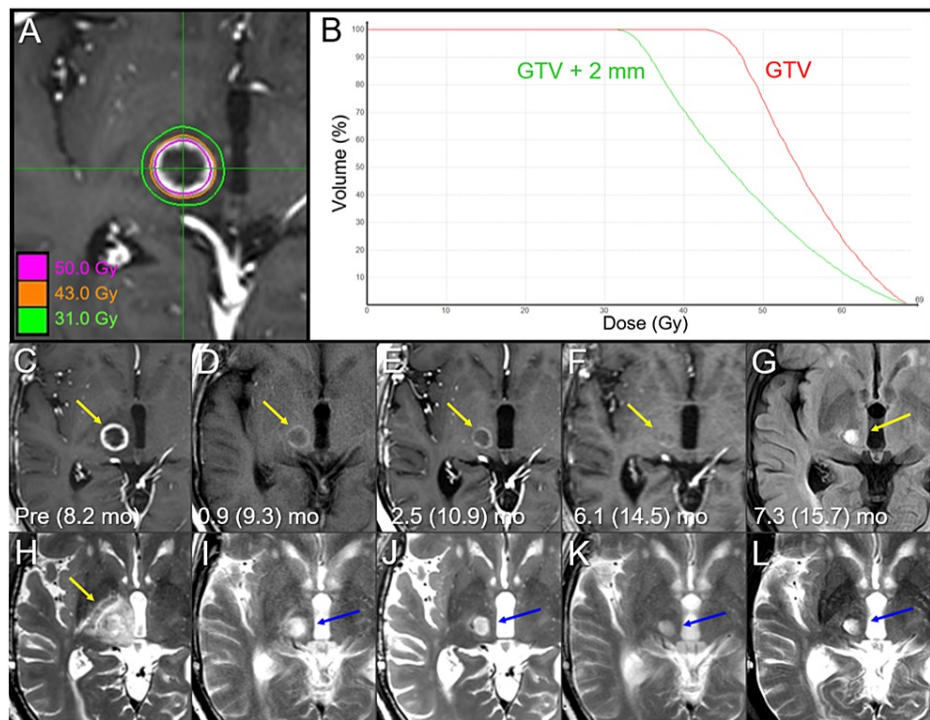 A
50.0 Gy
43.0 Gy
31.0 Gy
B
Volume (%)
100
90
80
70
60
50
40
30
20
10
GTV + 2 mm
GTV
0
10
20
30
40
50
60
69
Dose (Gy)
C
Pre (8.2 mo)
D
0.9 (9.3) mo
E
2.5 (10.9) mo
F
6.1 (14.5) mo
G
7.3 (15.7) mo
H
I
J
K
L